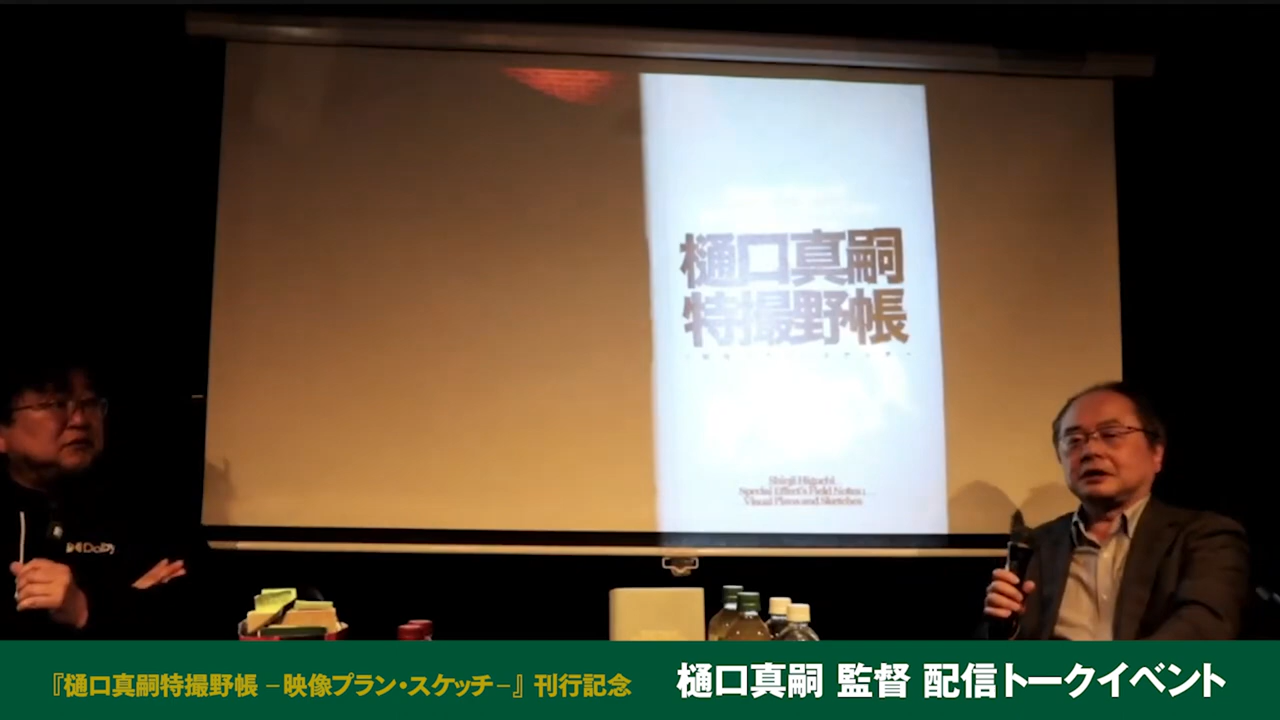 樋口真嗣
特撮野帳
Shinji Higuchi
Special Effect's Field Notes:
Visual Plans and Sketches
Dolby
『樋口真嗣特撮野帳 –映像プラン・スケッチ–』 刊行記念
樋口真嗣 監督 配信トークイベント